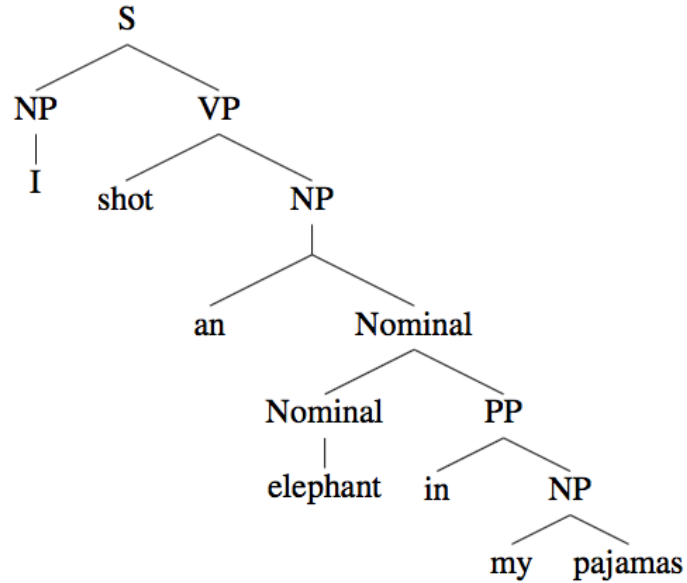 S
NP VP
I
shot NP
an Nominal
Nominal PP
elephant in NP
my pajamas